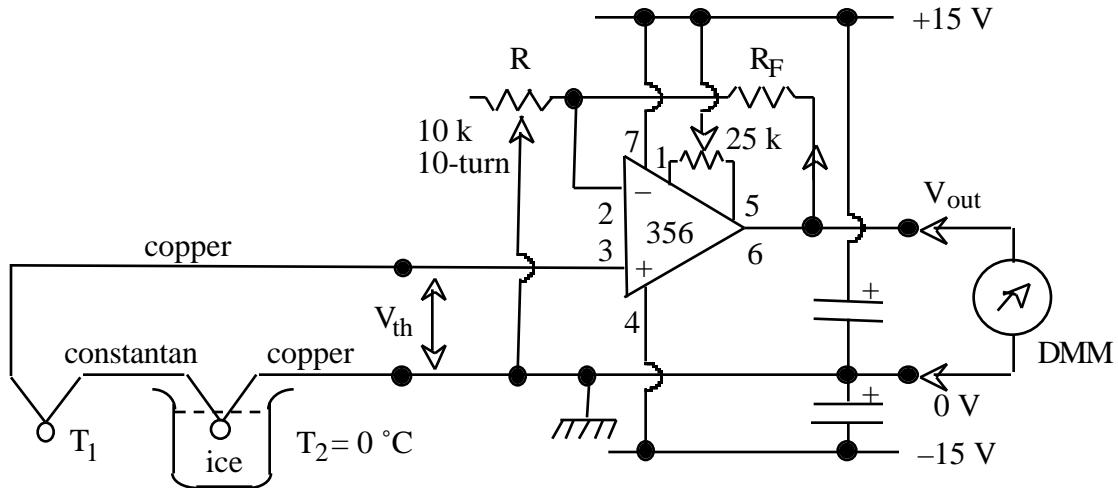 +15 V
R
R_F
10 k
10-turn
7
1
25 k
−
2
5
V_out
356
copper
3
6
+
+
V_th
4
constantan
copper
DMM
+
0 V
T_1
T_2 = 0 ˚C
ice
−15 V